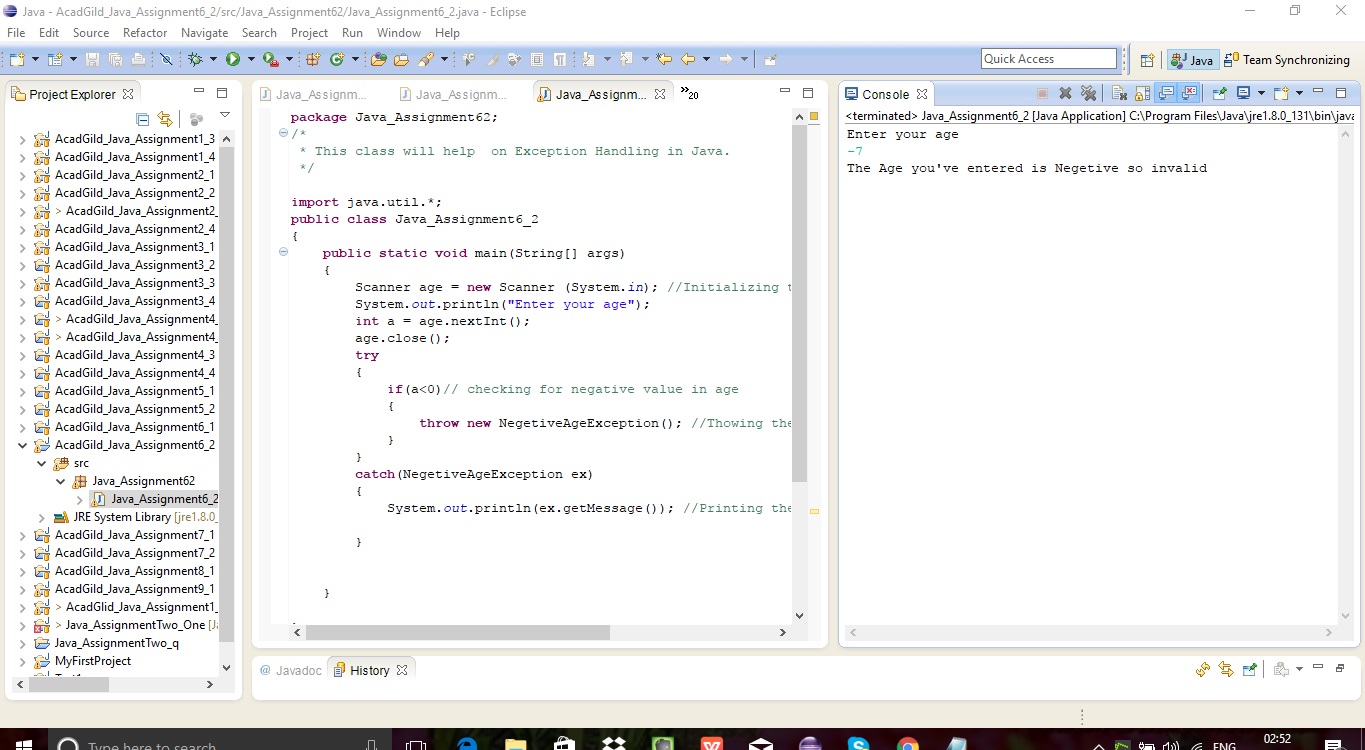 Java - AcadGild_Java_Assignment6_2/src/Java_Assignment62/Java_Assignment6_2.java - Eclipse
File Edit Source Refactor Navigate Search Project Run Window Help
Quick Access
Java
Team Synchronizing
Project Explorer
AcadGild_Java_Assignment1_3
AcadGild_Java_Assignment1_4
AcadGild_Java_Assignment2_1
AcadGild_Java_Assignment2_2
> AcadGild_Java_Assignment2_
AcadGild_Java_Assignment2_4
AcadGild_Java_Assignment3_1
AcadGild_Java_Assignment3_2
AcadGild_Java_Assignment3_3
AcadGild_Java_Assignment3_4
> AcadGild_Java_Assignment4_
> AcadGild_Java_Assignment4_
AcadGild_Java_Assignment4_3
AcadGild_Java_Assignment4_4
AcadGild_Java_Assignment5_1
AcadGild_Java_Assignment5_2
AcadGild_Java_Assignment6_1
AcadGild_Java_Assignment6_2
src
Java_Assignment62
Java_Assignment6_2
JRE System Library [jre1.8.0_
AcadGild_Java_Assignment7_1
AcadGild_Java_Assignment7_2
AcadGild_Java_Assignment8_1
AcadGild_Java_Assignment9_1
> AcadGlid_Java_Assignment1_
> Java_AssignmentTwo_One [J
Java_AssignmentTwo_q
MyFirstProject
Java_Assignm...
Java_Assignm...
Java_Assignm...
»20
package Java_Assignment62;
/*
* This class will help  on Exception Handling in Java.
*/
import java.util.*;
public class Java_Assignment6_2
{
public static void main(String[] args)
{
Scanner age = new Scanner (System.in); //Initializing t
System.out.println("Enter your age");
int a = age.nextInt();
age.close();
try
{
if(a<0)// checking for negative value in age
{
throw new NegetiveAgeException(); //Thowing the
}
}
catch(NegetiveAgeException ex)
{
System.out.println(ex.getMessage()); //Printing the
}
}
Console
<terminated> Java_Assignment6_2 [Java Application] C:\Program Files\Java\jre1.8.0_131\bin\java
Enter your age
-7
The Age you've entered is Negetive so invalid
@ Javadoc
History
Type here to search
ENG
02:52